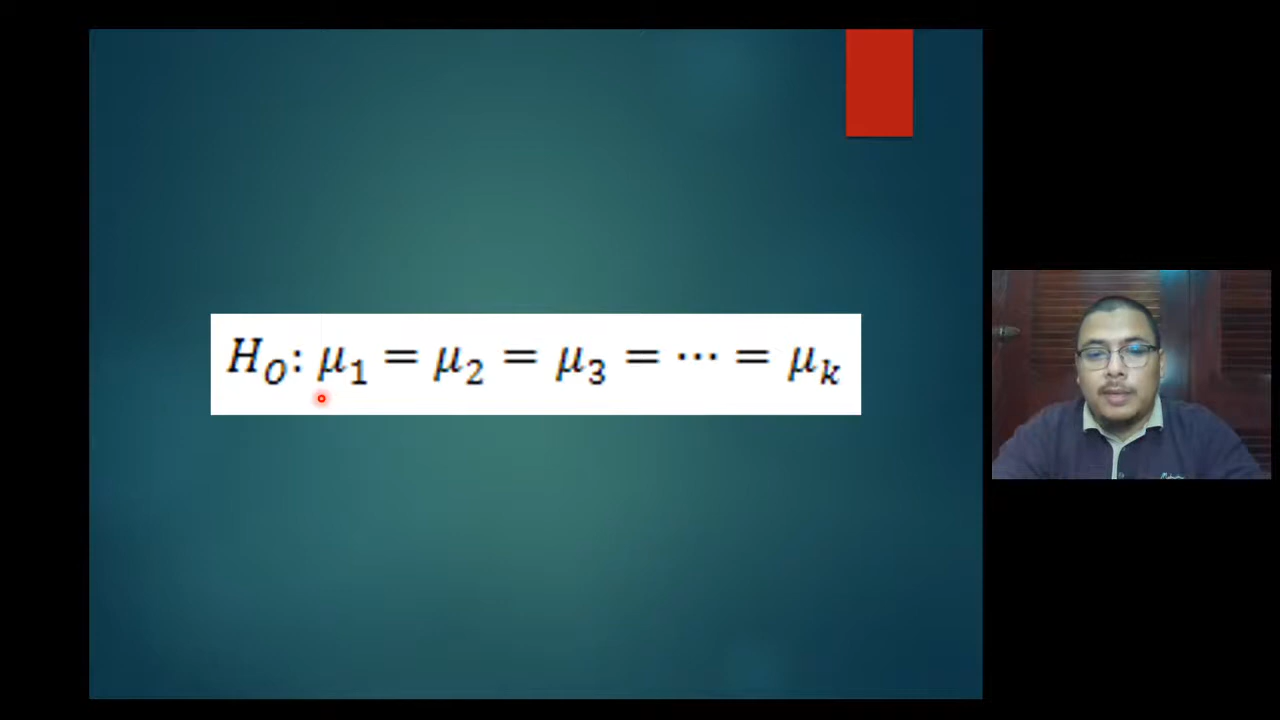 H₀: μ₁ = μ₂ = μ₃ = ⋯ = μₖ